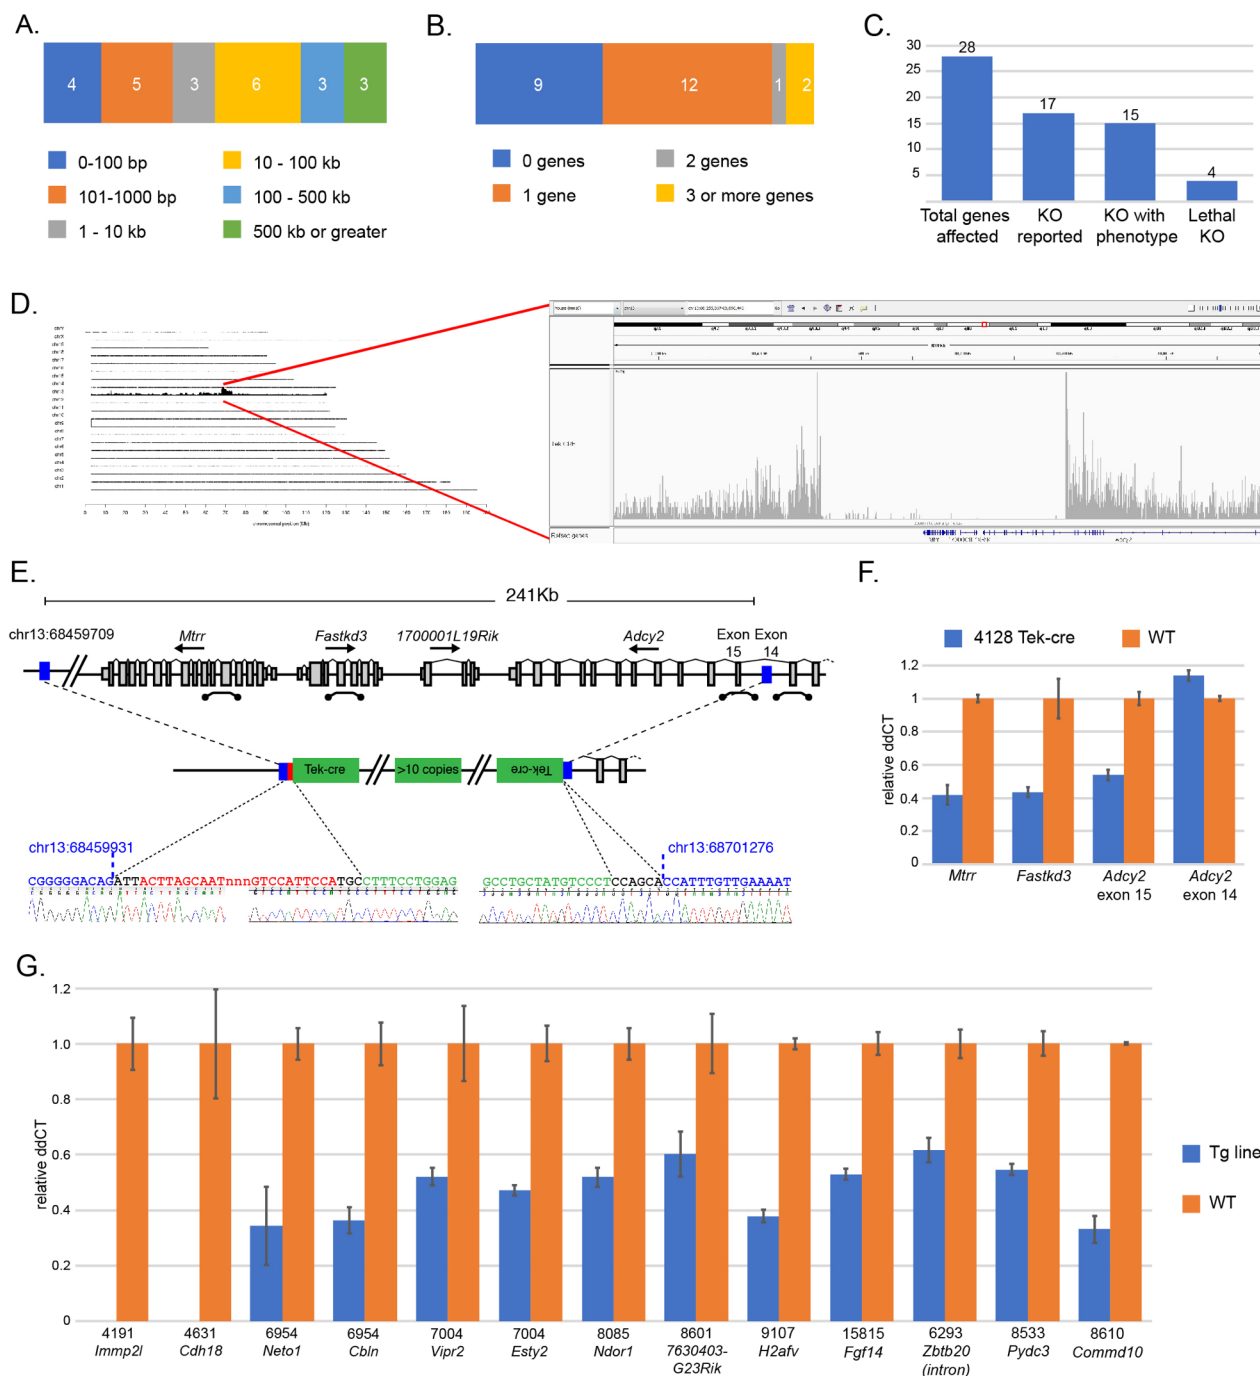 A.
4
5
3
6
3
3
0-100 bp
10 - 100 kb
101-1000 bp
100 - 500 kb
1 - 10 kb
500 kb or greater
B.
9
12
1
2
0 genes
2 genes
1 gene
3 or more genes
C.
30
25
20
15
10
5
28
17
15
4
Total genes
affected
KO
reported
KO with
phenotype
Lethal
KO
D.
chromosomal position (Mb)
Refseq genes
Adcy2
E.
241Kb
chr13:68459709
Mtrr
Fastkd3
1700001L19Rik
Adcy2
Exon Exon
15 14
Tek-cre
>10 copies
Tek-cre
chr13:68459931
chr13:68701276
CGGGGGACAGATTACTTAGCAATnnnGTCCATTCCATGCCTTTCCTGGAG
GCCTGCTATGTCCCTCCAGCACCATTTGTTGAAAAT
F.
4128 Tek-cre
WT
relative ddCT
1.2
1
0.8
0.6
0.4
0.2
0
Mtrr
Fastkd3
Adcy2
exon 15
Adcy2
exon 14
G.
relative ddCT
1.2
1.0
0.8
0.6
0.4
0.2
0
4191
Immp2l
4631
Cdh18
6954
Neto1
6954
Cbln
7004
Vipr2
7004
Esty2
8085
Ndor1
8601
7630403-
G23Rik
9107
H2afv
15815
Fgf14
6293
Zbtb20
(intron)
8533
Pydc3
8610
Commd10
Tg line
WT